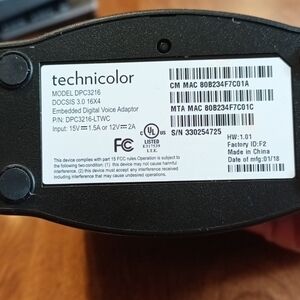 technicolor
MODEL DPC3216
DOCSIS 3.0 16X4
Embedded Digital Voice Adaptor
P/N: DPC3216-LTWC
Input: 15V⎓1.5A or 12V⎓2A
CM MAC 80B234F7C01A
MTA MAC 80B234F7C01C
S/N 330254725
c UL US
LISTED
I.T.E.
HW:1.01
Factory ID:F2
Made in China
Date of mfg:01/18
This device complies with part 15 FCC Rules. Operation is subject to
the following two conditions: (1) this device may not cause harmful
interference, (2) this device must accept any interference received
including interference that may cause undesired operation.